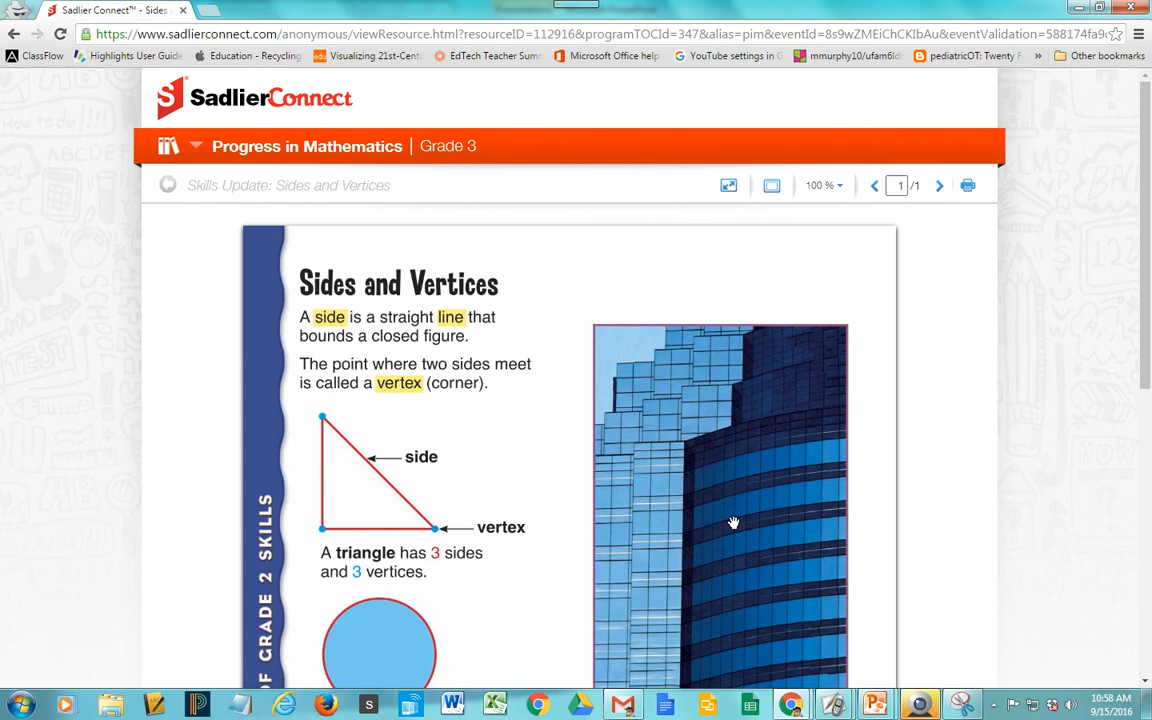 Sadlier Connect™ - Sides
https://www.sadlierconnect.com/anonymous/viewResource.html?resourceID=112916&programTOCId=347&alias=pim&eventId=8s9wZMEiChCKIbAu&eventValidation=588174fa9
ClassFlow
Highlights User Guide
Education - Recycling
Visualizing 21st-Centu
EdTech Teacher Summ
Microsoft Office help
YouTube settings in G
mmurphy10/ufam6ldr
pediatricOT: Twenty F
»
Other bookmarks
SadlierConnect
Progress in Mathematics | Grade 3
Skills Update: Sides and Vertices
100 %
1 /1
Sides and Vertices
A side is a straight line that
bounds a closed figure.
The point where two sides meet
is called a vertex (corner).
side
vertex
A triangle has 3 sides
and 3 vertices.
OF GRADE 2 SKILLS
10:58 AM
9/15/2016